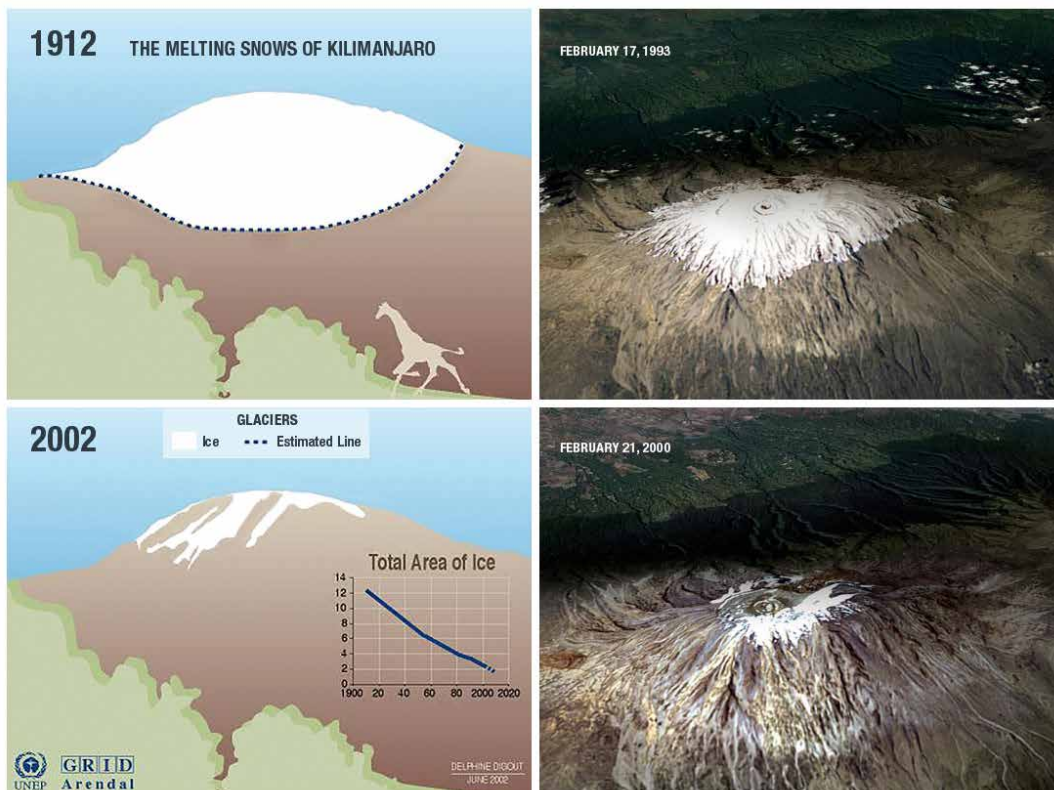 1912
THE MELTING SNOWS OF KILIMANJARO
FEBRUARY 17, 1993
2002
GLACIERS
Ice
Estimated Line
Total Area of Ice
14
12
10
8
6
4
2
0
1900 20 40 60 80 2000 2020
UNEP
GRID
Arendal
DELPHINE DIGOUT
JUNE 2002
FEBRUARY 21, 2000